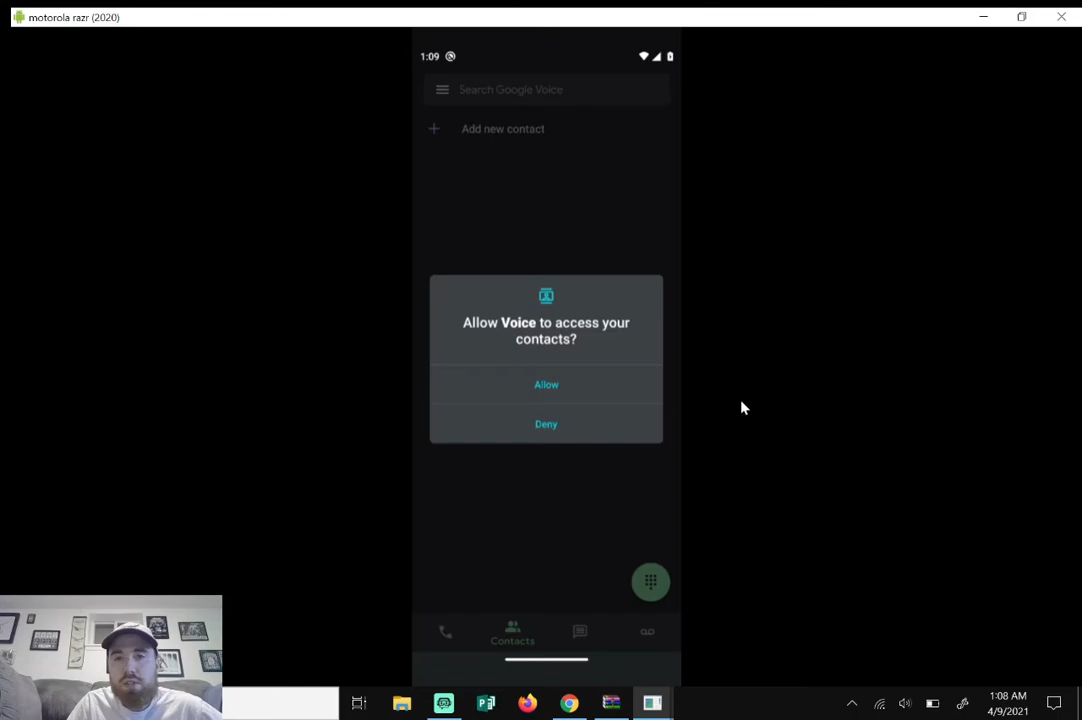 motorola razr (2020)
1:09
Search Google Voice
Add new contact
Allow Voice to access your
contacts?
Allow
Deny
Contacts
1:08 AM
4/9/2021